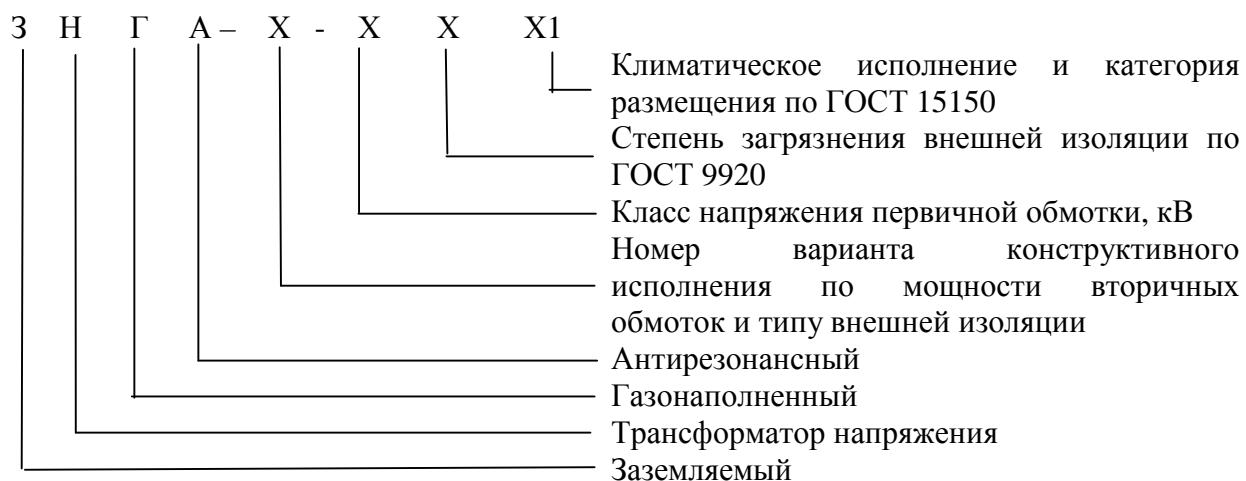 З Н Г А – Х - Х Х Х1
Климатическое исполнение и категория
размещения по ГОСТ 15150
Степень загрязнения внешней изоляции по
ГОСТ 9920
Класс напряжения первичной обмотки, кВ
Номер варианта конструктивного
исполнения по мощности вторичных
обмоток и типу внешней изоляции
Антирезонансный
Газонаполненный
Трансформатор напряжения
Заземляемый